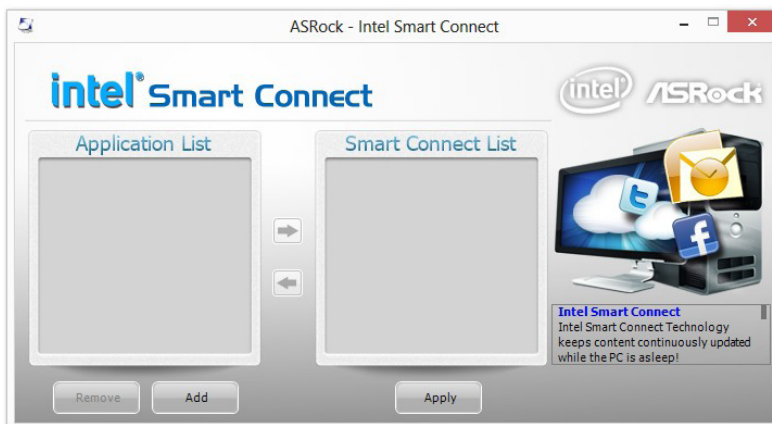 ASRock - Intel Smart Connect
intel® Smart Connect
intel® ASRock
Application List
Smart Connect List
Intel Smart Connect
Intel Smart Connect Technology
keeps content continuously updated
while the PC is asleep!
Remove
Add
Apply